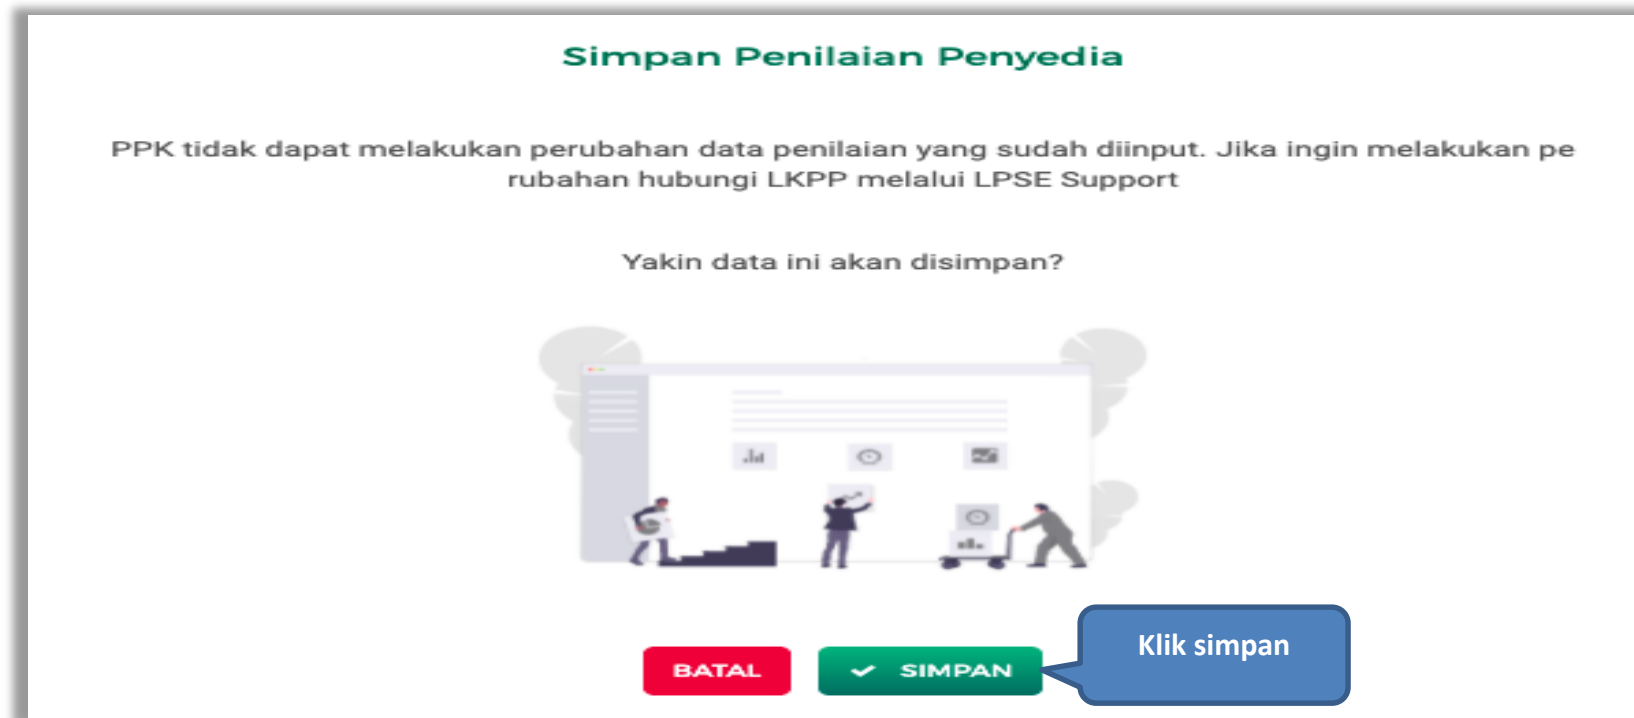 Simpan Penilaian Penyedia
PPK tidak dapat melakukan perubahan data penilaian yang sudah diinput. Jika ingin melakukan pe
rubahan hubungi LKPP melalui LPSE Support
Yakin data ini akan disimpan?
BATAL
SIMPAN
Klik simpan